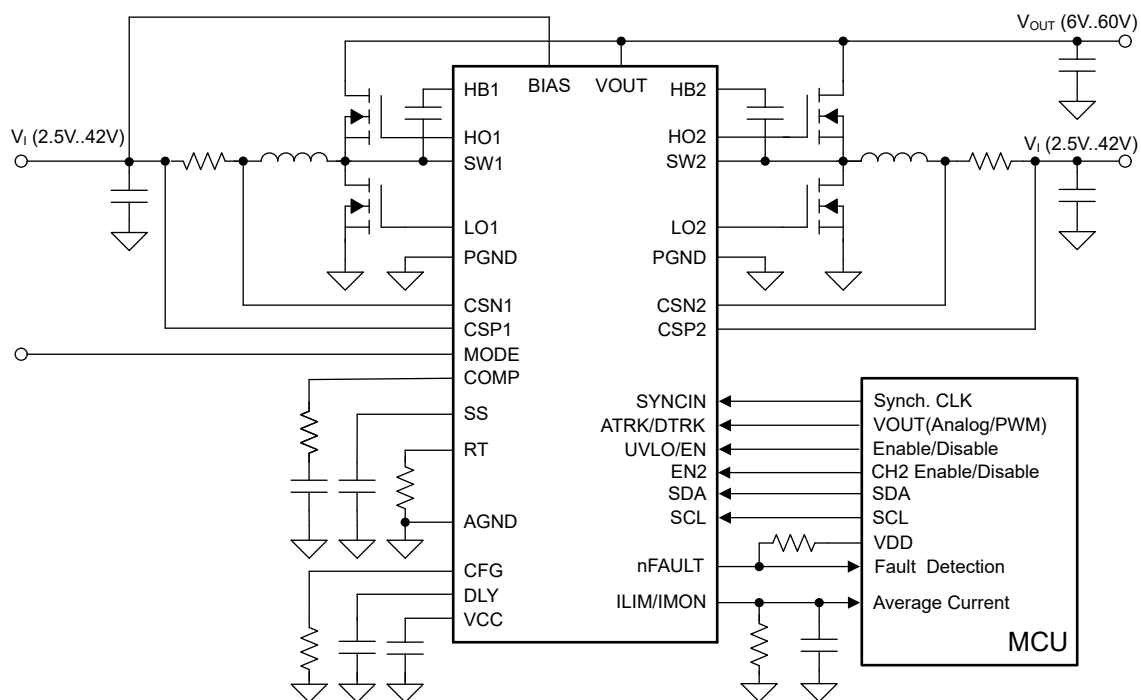 VOUT (6V..60V)
BIAS
VOUT
HB1
HB2
VI (2.5V..42V)
HO1
HO2
VI (2.5V..42V)
SW1
SW2
LO1
LO2
PGND
PGND
CSN1
CSN2
CSP1
CSP2
MODE
COMP
SS
RT
AGND
CFG
DLY
VCC
SYNCIN
ATRK/DTRK
UVLO/EN
EN2
SDA
SCL
nFAULT
ILIM/IMON
Synch. CLK
VOUT(Analog/PWM)
Enable/Disable
CH2 Enable/Disable
SDA
SCL
VDD
Fault Detection
Average Current
MCU